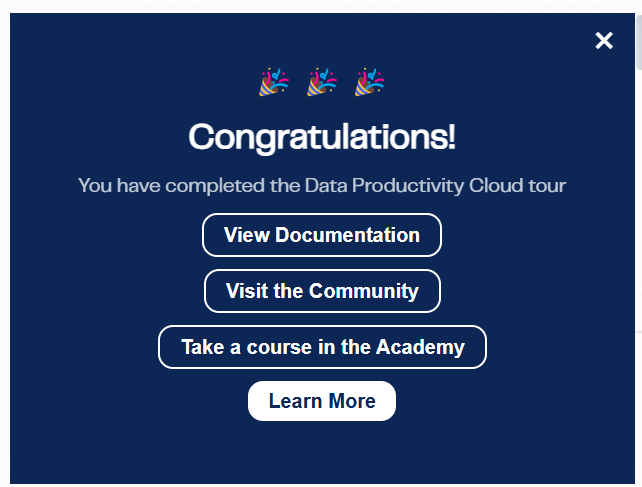 Congratulations!
You have completed the Data Productivity Cloud tour
View Documentation
Visit the Community
Take a course in the Academy
Learn More